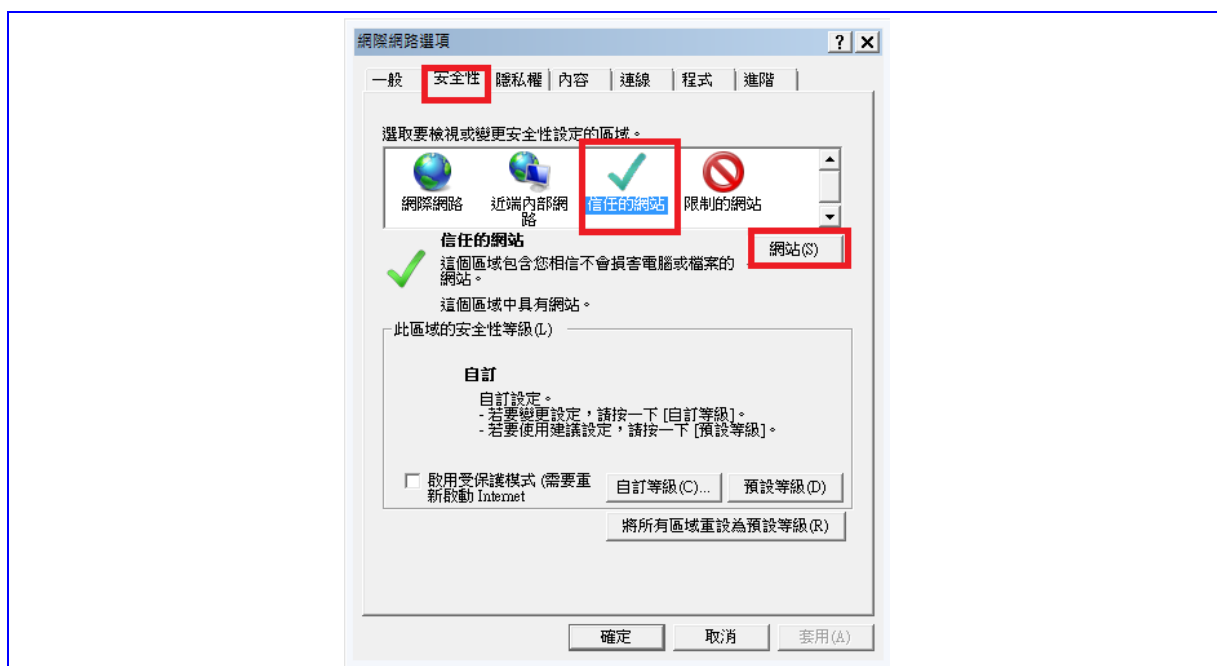 網際網路選項
一般 安全性 隱私權 內容 連線 程式 進階
選取要檢視或變更安全性設定的區域。
網際網路 近端內部網路 信任的網站 限制的網站
信任的網站
網站(S)
這個區域包含您相信不會損害電腦或檔案的
網站。
這個區域中具有網站。
此區域的安全性等級(L)
自訂
自訂設定。
- 若要變更設定，請按一下 [自訂等級]。
- 若要使用建議設定，請按一下 [預設等級]。
啟用受保護模式 (需要重
新啟動 Internet
自訂等級(C)... 預設等級(D)
將所有區域重設為預設等級(R)
確定 取消 套用(A)